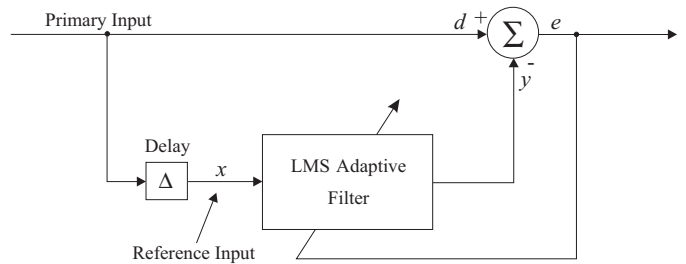 Primary Input
d + Σ e
-
y
Delay
Δ x
LMS Adaptive
Filter
Reference Input